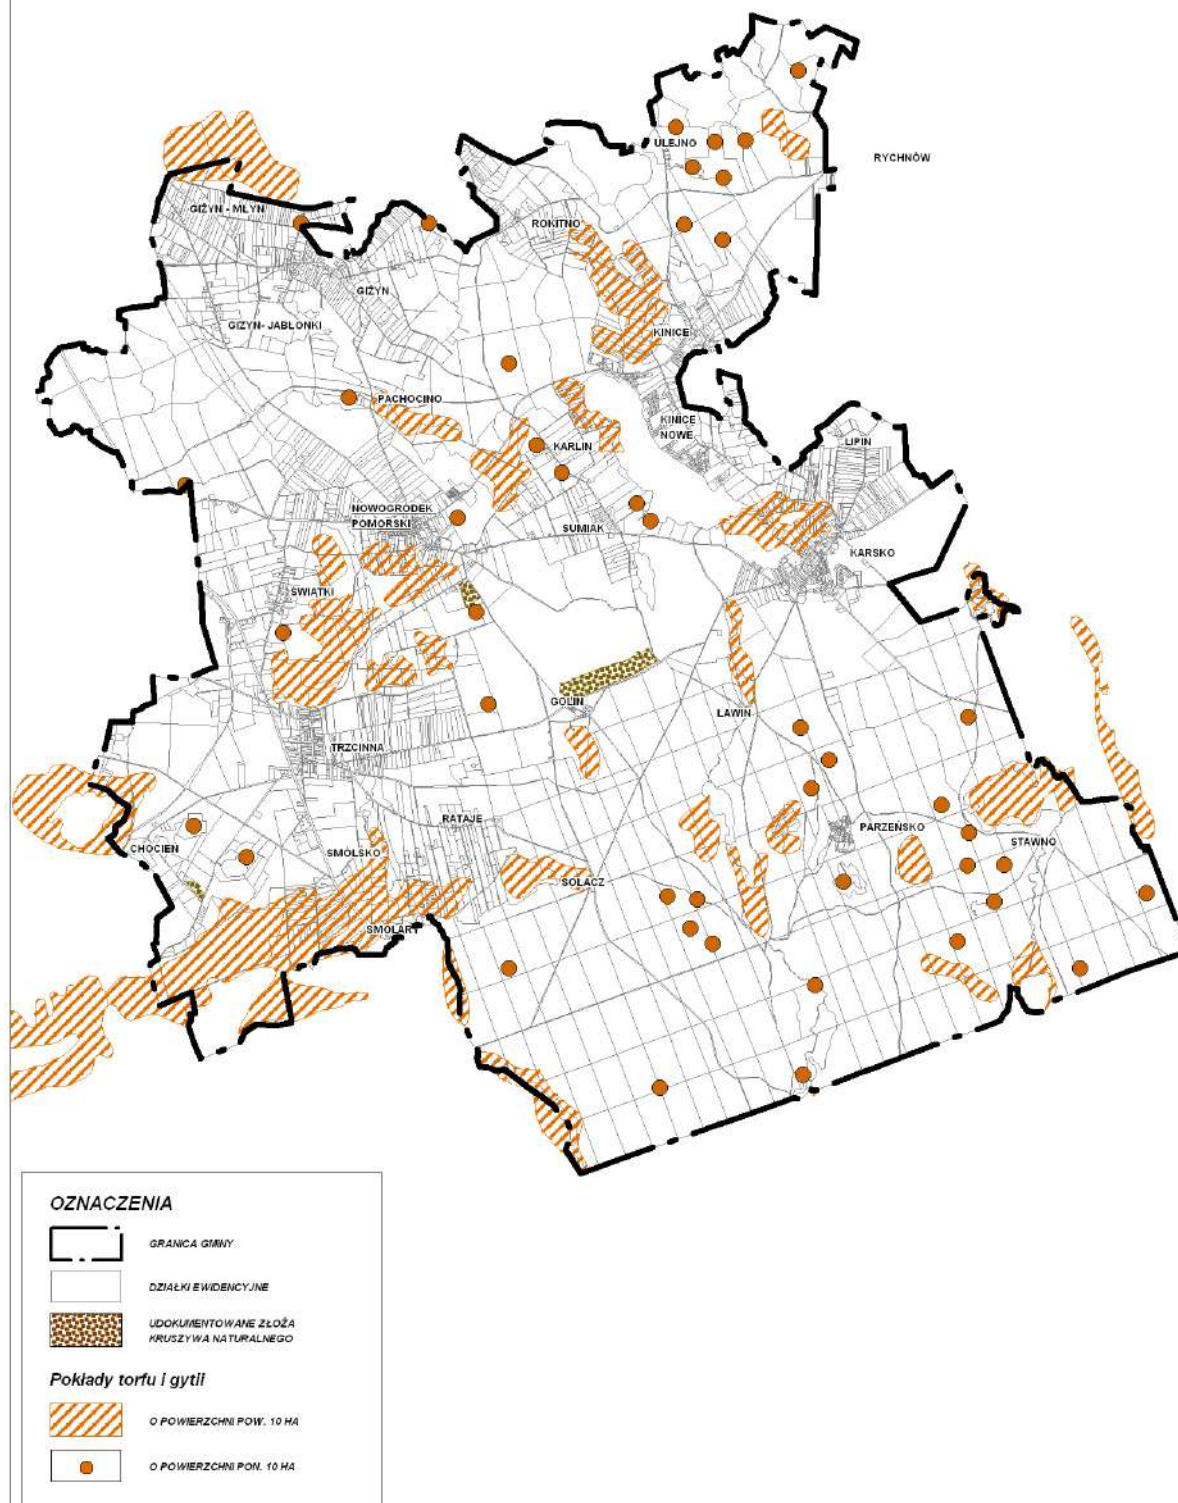 RYCHNÓW
ULEJNO
GIŻYN - MŁYN
ROKITNO
GIŻYN
GIŻYN- JABŁONKI
KINICE
PACHOCINO
KINICE
NOWE
KARLIN
LIPIN
NOWOGRODEK
POMORSKI
SUMIAK
KARSKO
ŚWIĄTKI
GOLIN
ŁAWIN
TRZCINNA
RATAJE
PARZEŃSKO
STAWNO
CHOCIEŃ
SMOLSKO
SOŁACZ
SMOLARY
OZNACZENIA
GRANICA GMINY
DZIAŁKI EWIDENCYJNE
UDOKUMENTOWANE ZŁOŻA
KRUSZYWA NATURALNEGO
Pokłady torfu i gytii
O POWIERZCHNI POW. 10 HA
O POWIERZCHNI PON. 10 HA